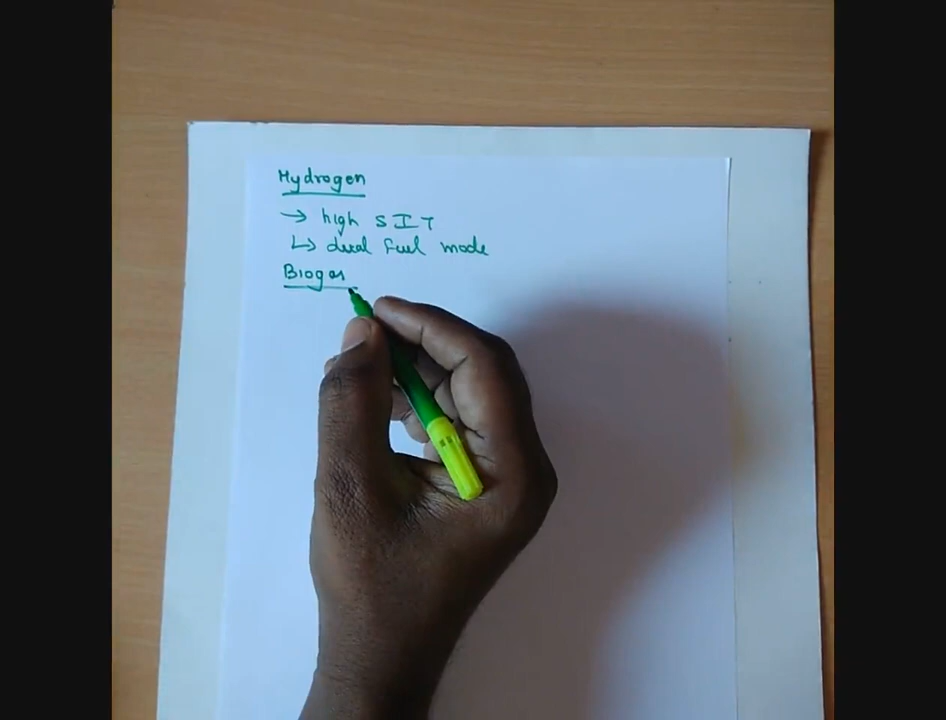 Hydrogen
→ high SIT
↳ dual fuel mode
Biogas